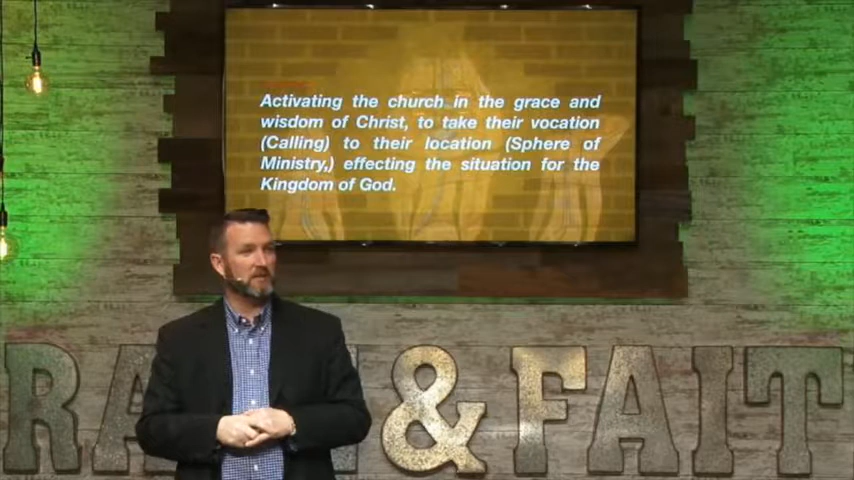 Activating the church in the grace and
wisdom of Christ, to take their vocation
(Calling) to their location (Sphere of
Ministry,) effecting the situation for the
Kingdom of God.
& FAIT